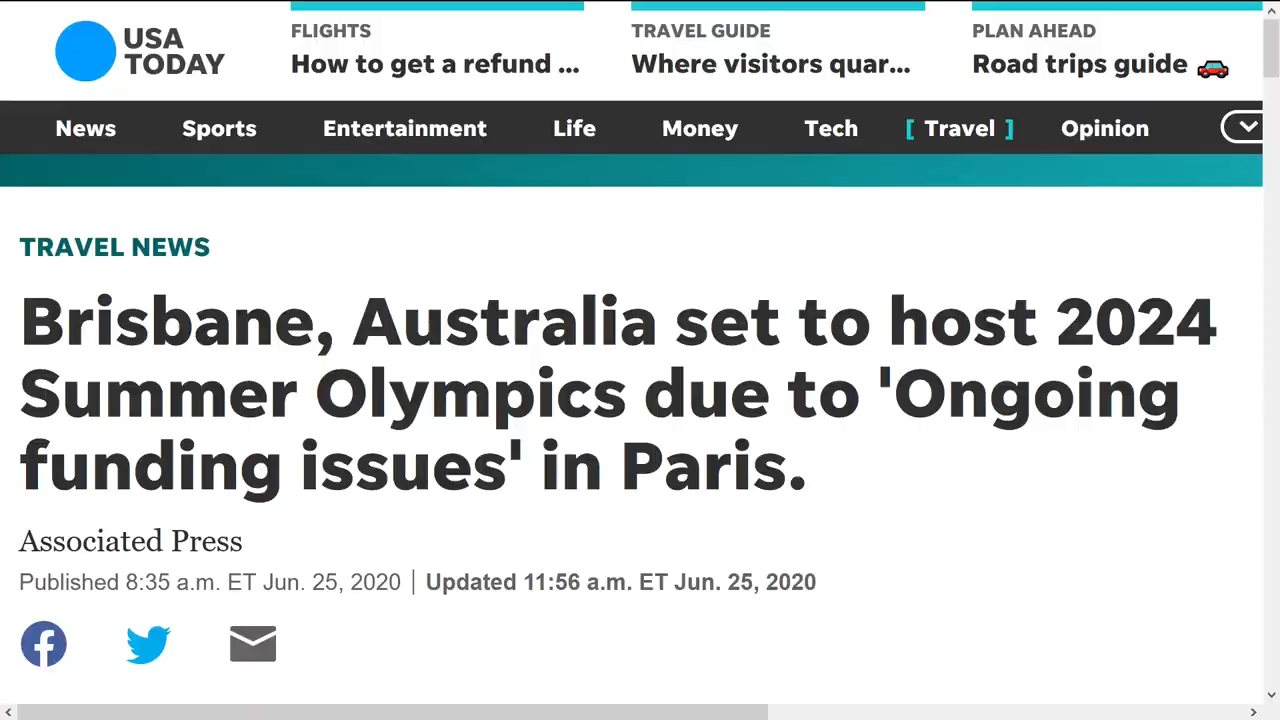 USA
TODAY
FLIGHTS
How to get a refund ...
TRAVEL GUIDE
Where visitors quar...
PLAN AHEAD
Road trips guide
News Sports Entertainment Life Money Tech [ Travel ] Opinion
TRAVEL NEWS
Brisbane, Australia set to host 2024
Summer Olympics due to 'Ongoing
funding issues' in Paris.
Associated Press
Published 8:35 a.m. ET Jun. 25, 2020 | Updated 11:56 a.m. ET Jun. 25, 2020